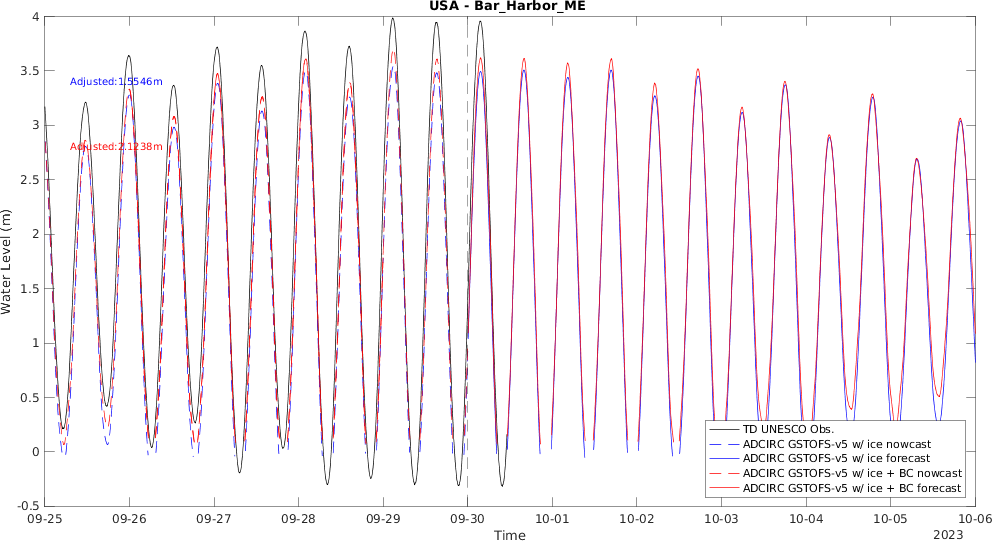 USA - Bar_Harbor_ME
4
3.5
3
2.5
2
1.5
1
0.5
0
-0.5
Water Level (m)
Adjusted:1.5546m
Adjusted:2.1238m
TD UNESCO Obs.
ADCIRC GSTOFS-v5 w/ ice nowcast
ADCIRC GSTOFS-v5 w/ ice forecast
ADCIRC GSTOFS-v5 w/ ice + BC nowcast
ADCIRC GSTOFS-v5 w/ ice + BC forecast
09-25 09-26 09-27 09-28 09-29 09-30 10-01 10-02 10-03 10-04 10-05 10-06
Time
2023